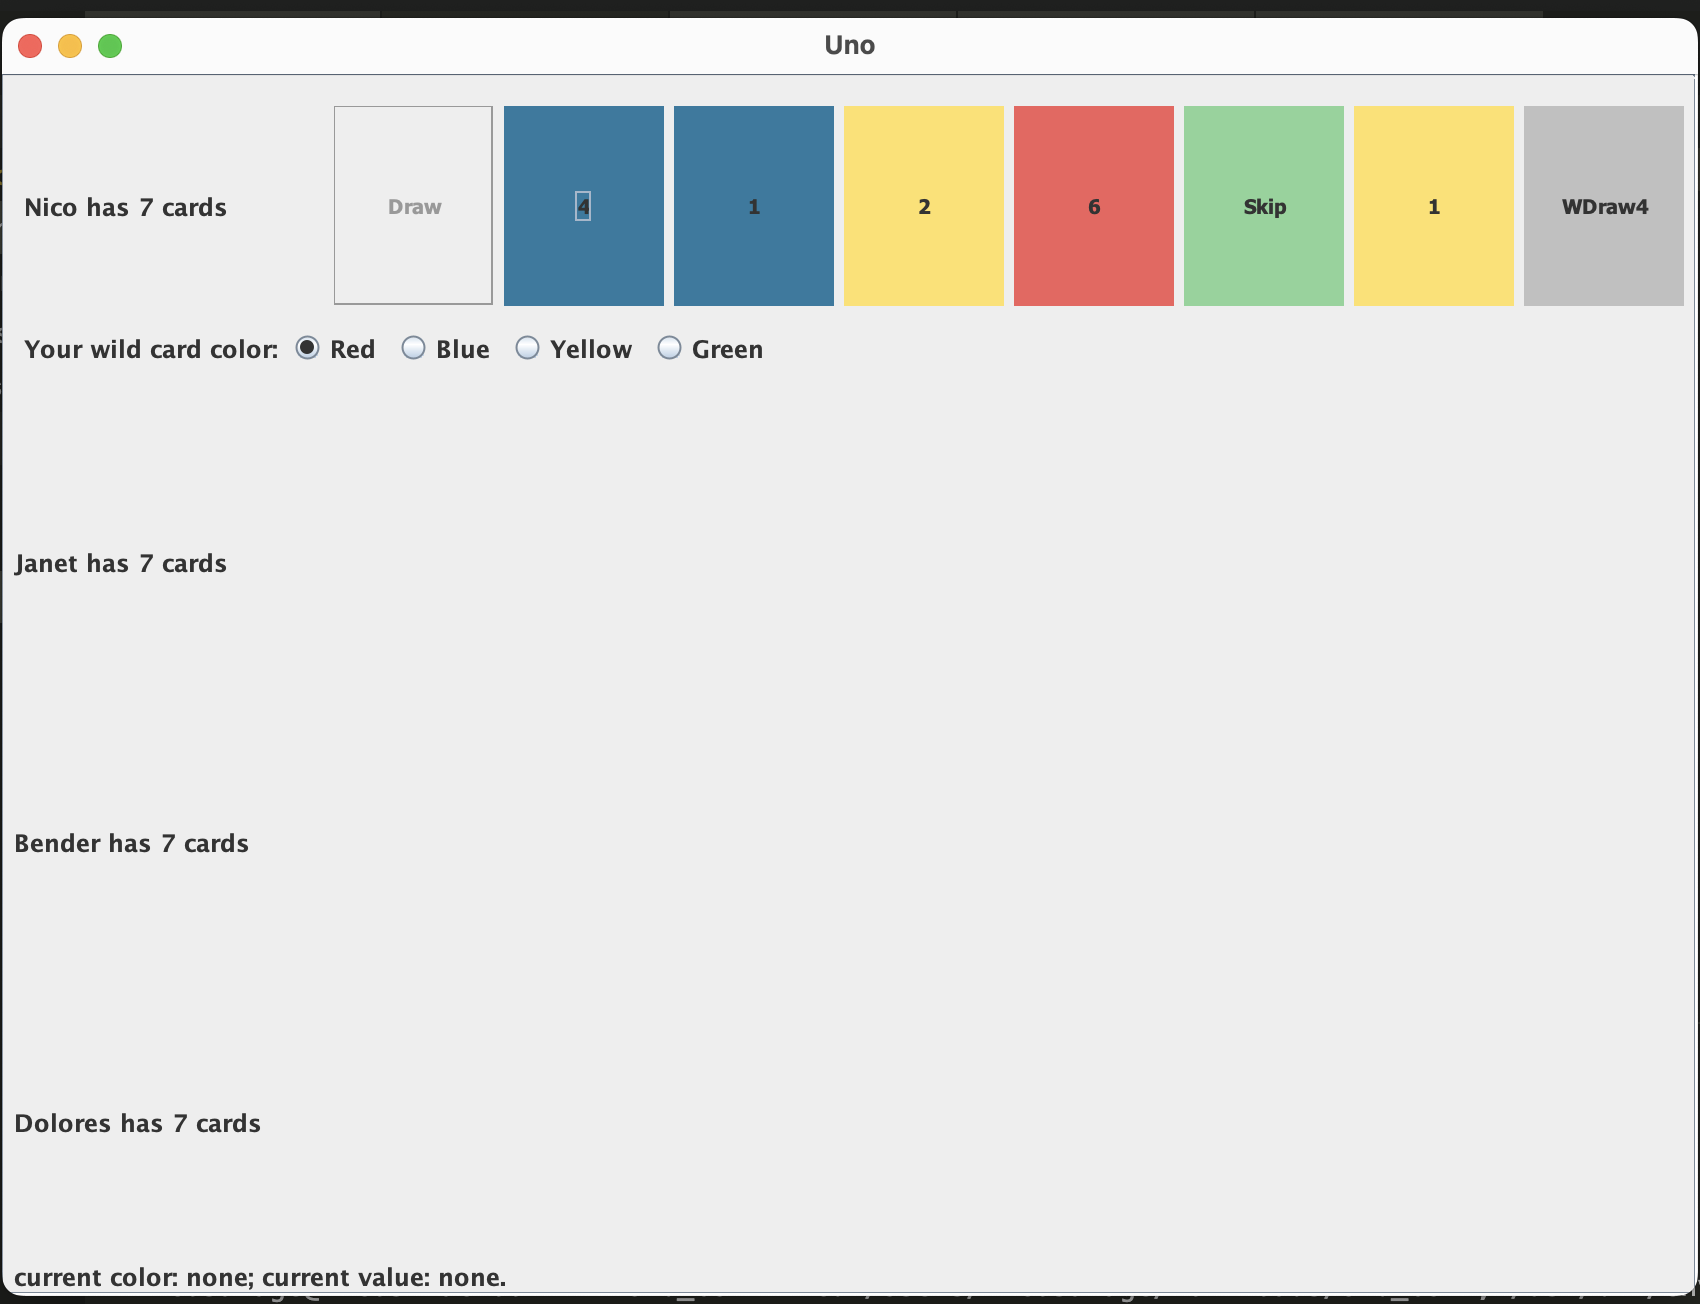 Uno
Nico has 7 cards Draw 4 1 2 6 Skip 1 WDraw4
Your wild card color: Red Blue Yellow Green
Janet has 7 cards
Bender has 7 cards
Dolores has 7 cards
current color: none; current value: none.